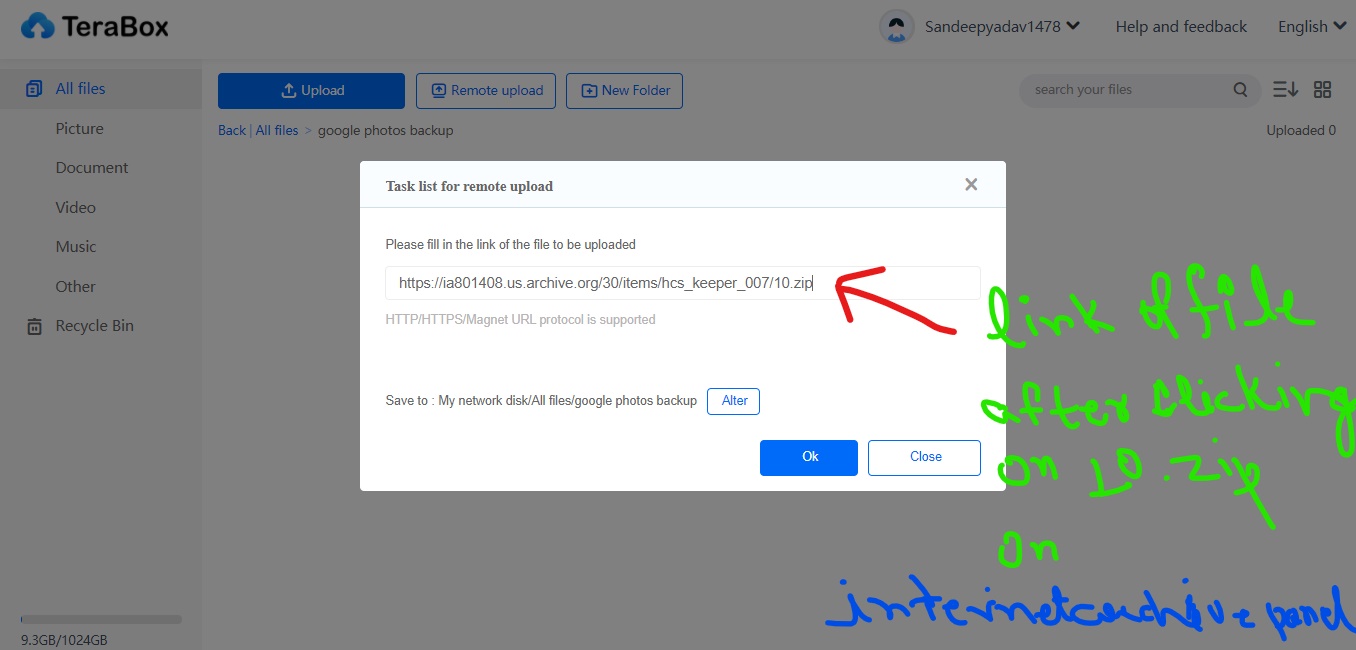 TeraBox
Sandeepyadav1478
Help and feedback
English
All files
Picture
Document
Video
Music
Other
Recycle Bin
9.3GB/1024GB
Upload
Remote upload
New Folder
search your files
Back | All files > google photos backup
Uploaded 0
Task list for remote upload
Please fill in the link of the file to be uploaded
https://ia801408.us.archive.org/30/items/hcs_keeper_007/10.zip
HTTP/HTTPS/Magnet URL protocol is supported
Save to : My network disk/All files/google photos backup
Alter
Ok
Close
link of file
after clicking
on 10.zip
on
internetarchive panel